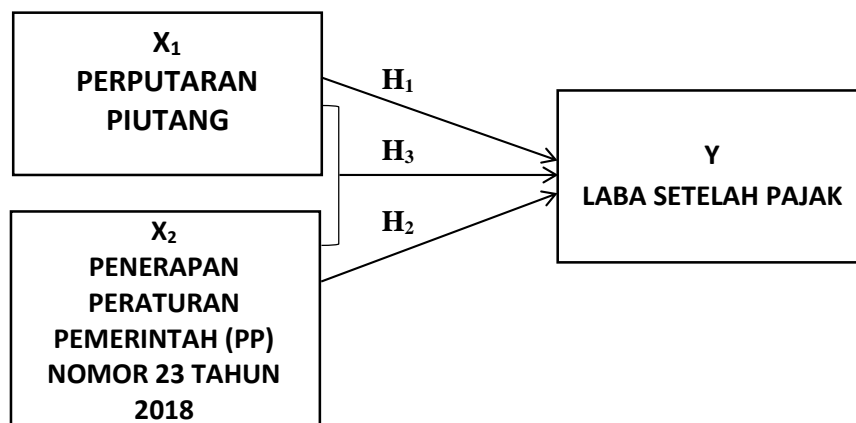 X₁
PERPUTARAN
PIUTANG
H₁
H₃
H₂
Y
LABA SETELAH PAJAK
X₂
PENERAPAN
PERATURAN
PEMERINTAH (PP)
NOMOR 23 TAHUN
2018